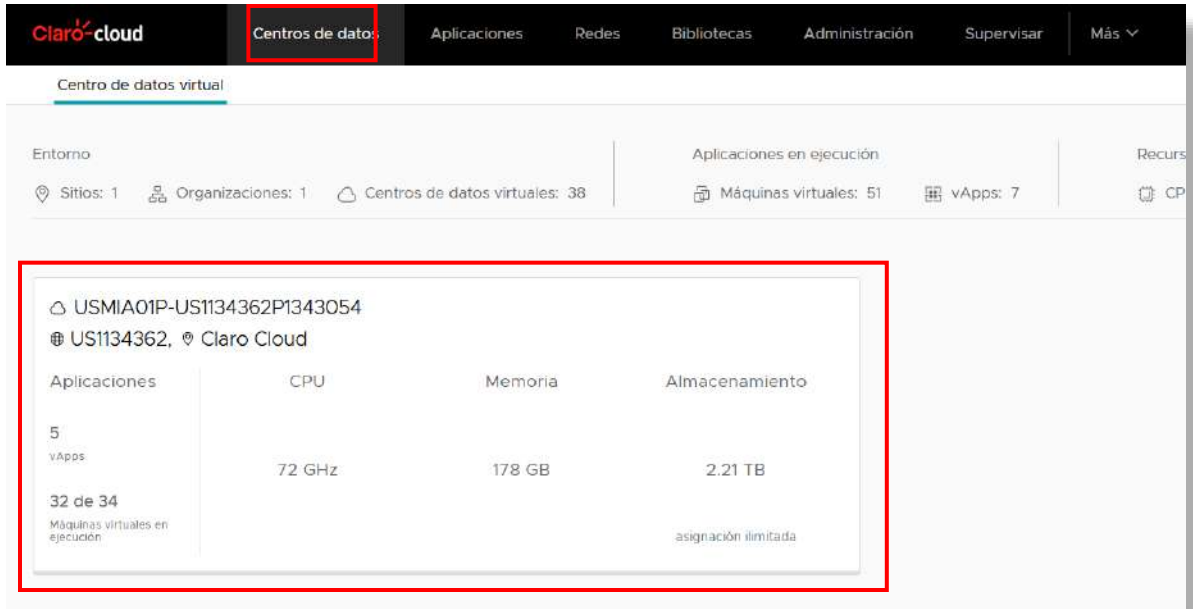 Claro-cloud Centros de datos Aplicaciones Redes Bibliotecas Administración Supervisar Más
Centro de datos virtual
Entorno Aplicaciones en ejecución Recurs
Sitios: 1 Organizaciones: 1 Centros de datos virtuales: 38 Máquinas virtuales: 51 vApps: 7 CP
USMIA01P-US1134362P1343054
US1134362, Claro Cloud
Aplicaciones CPU Memoria Almacenamiento
5
vApps
72 GHz 178 GB 2.21 TB
32 de 34
Máquinas virtuales en
ejecución
asignación ilimitada